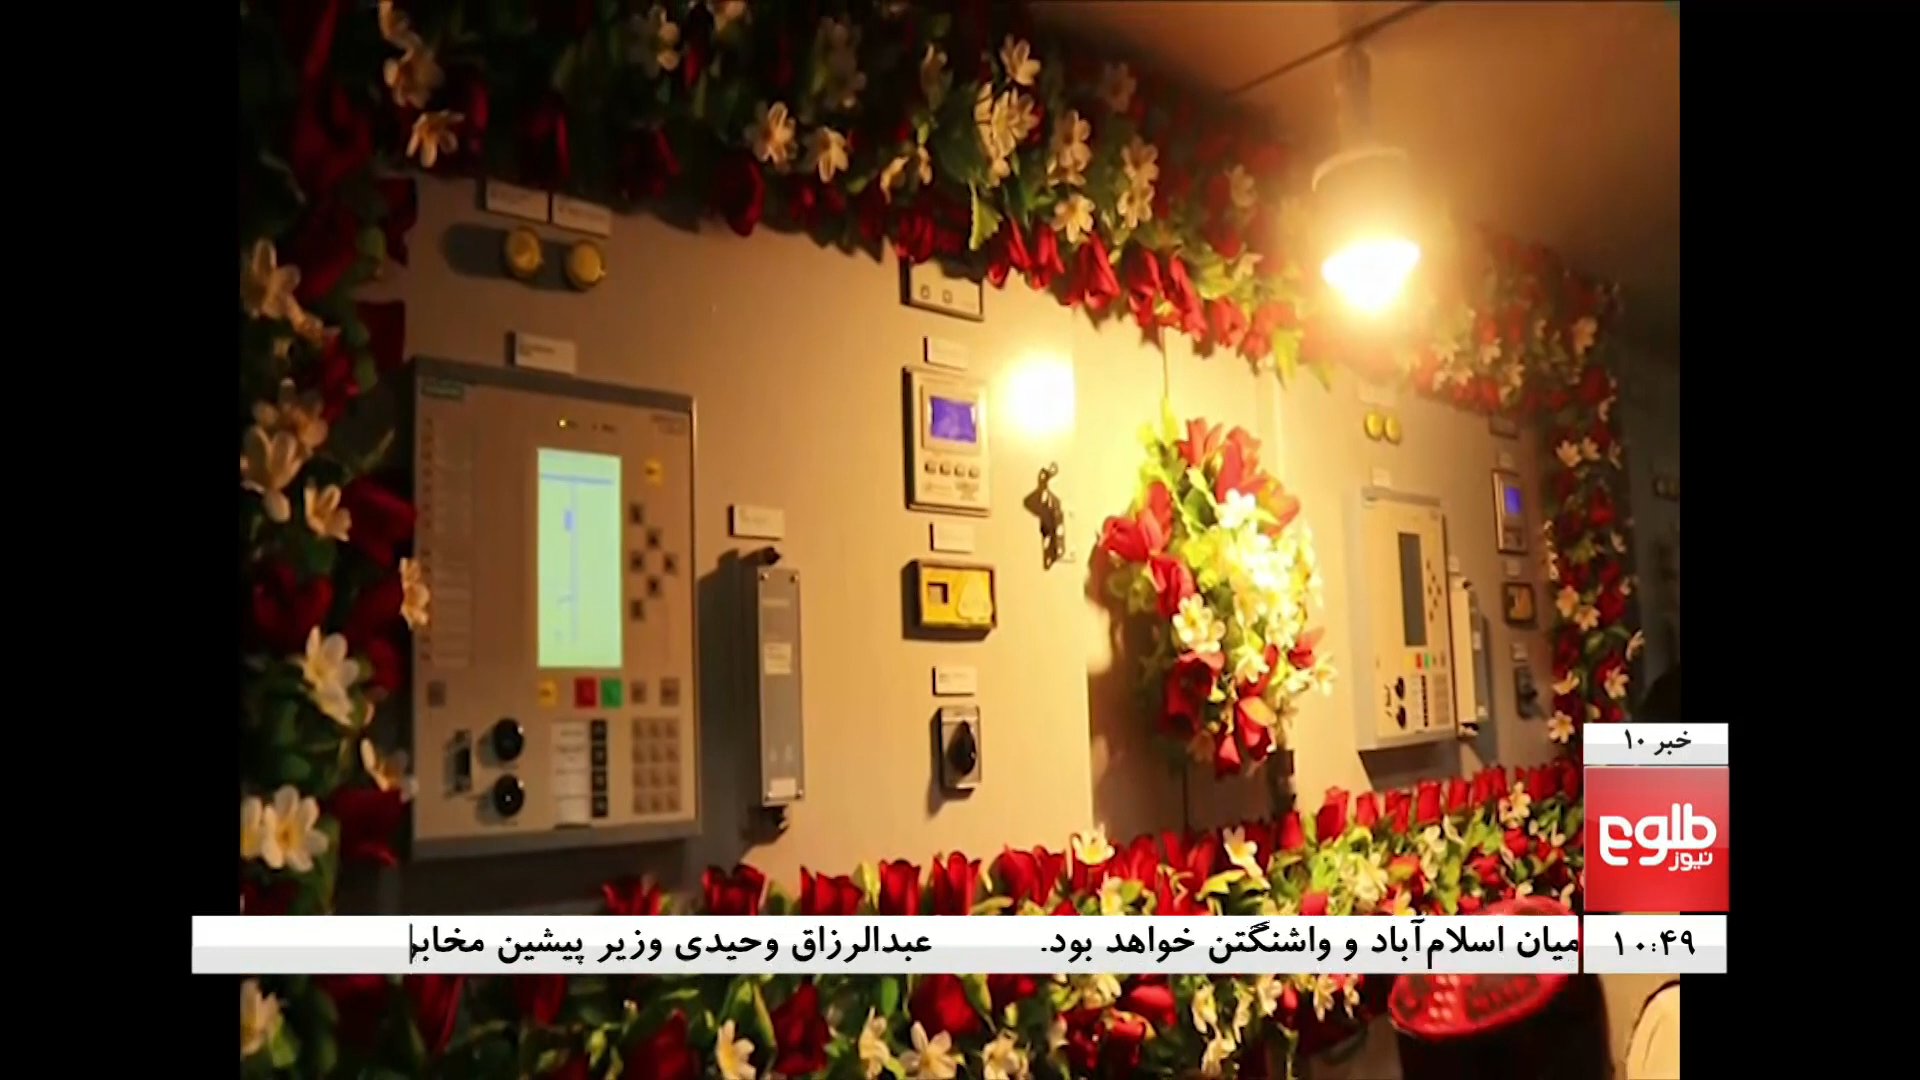 خبر ۱۰
طلوع
نیوز
۱۰:۴۹
میان اسلام‌آباد و واشنگتن خواهد بود. عبدالرزاق وحیدی وزیر پیشین مخابر